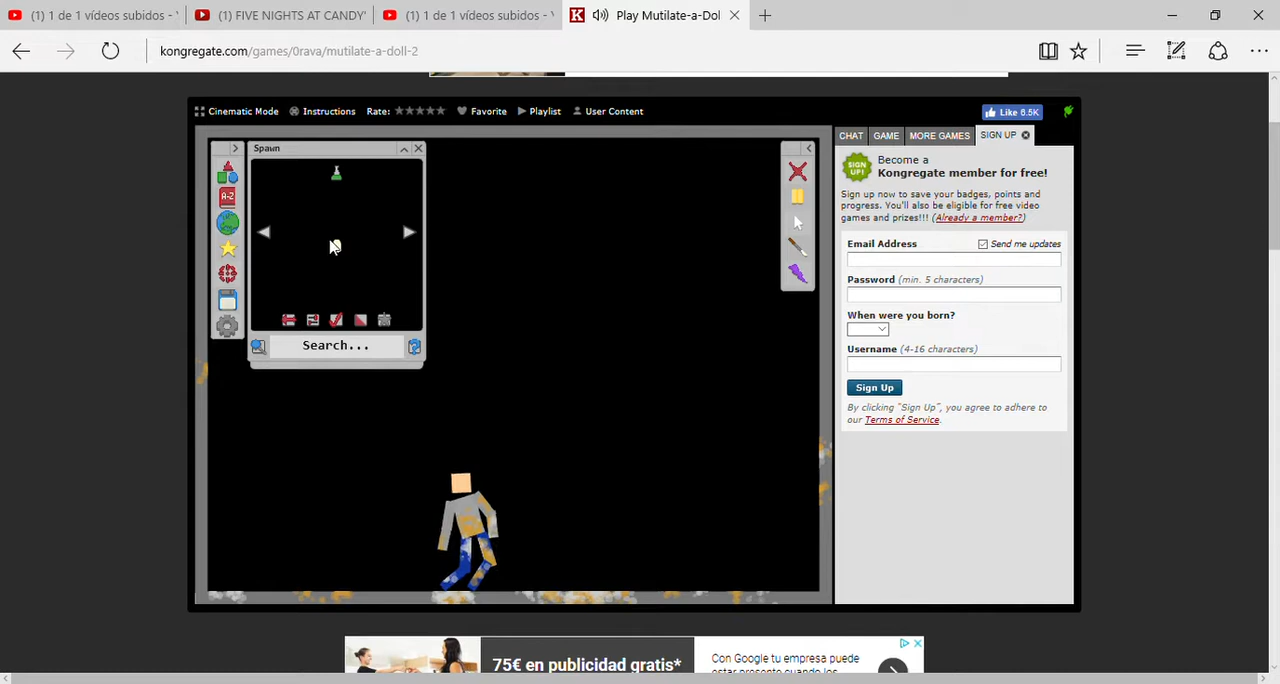 (1) 1 de 1 vídeos subidos - Y
(1) FIVE NIGHTS AT CANDY'
(1) 1 de 1 vídeos subidos - Y
Play Mutilate-a-Dol
kongregate.com/games/0rava/mutilate-a-doll-2
Cinematic Mode
Instructions
Rate:
Favorite
Playlist
User Content
Like 6.5K
CHAT
GAME
MORE GAMES
SIGN UP
Spawn
A-Z
Search...
SIGN UP!
Become a
Kongregate member for free!
Sign up now to save your badges, points and
progress. You'll also be eligible for free video
games and prizes!!! (Already a member?)
Email Address
Send me updates
Password (min. 5 characters)
When were you born?
Username (4-16 characters)
Sign Up
By clicking "Sign Up", you agree to adhere to
our Terms of Service.
75€ en publicidad gratis*
Con Google tu empresa puede